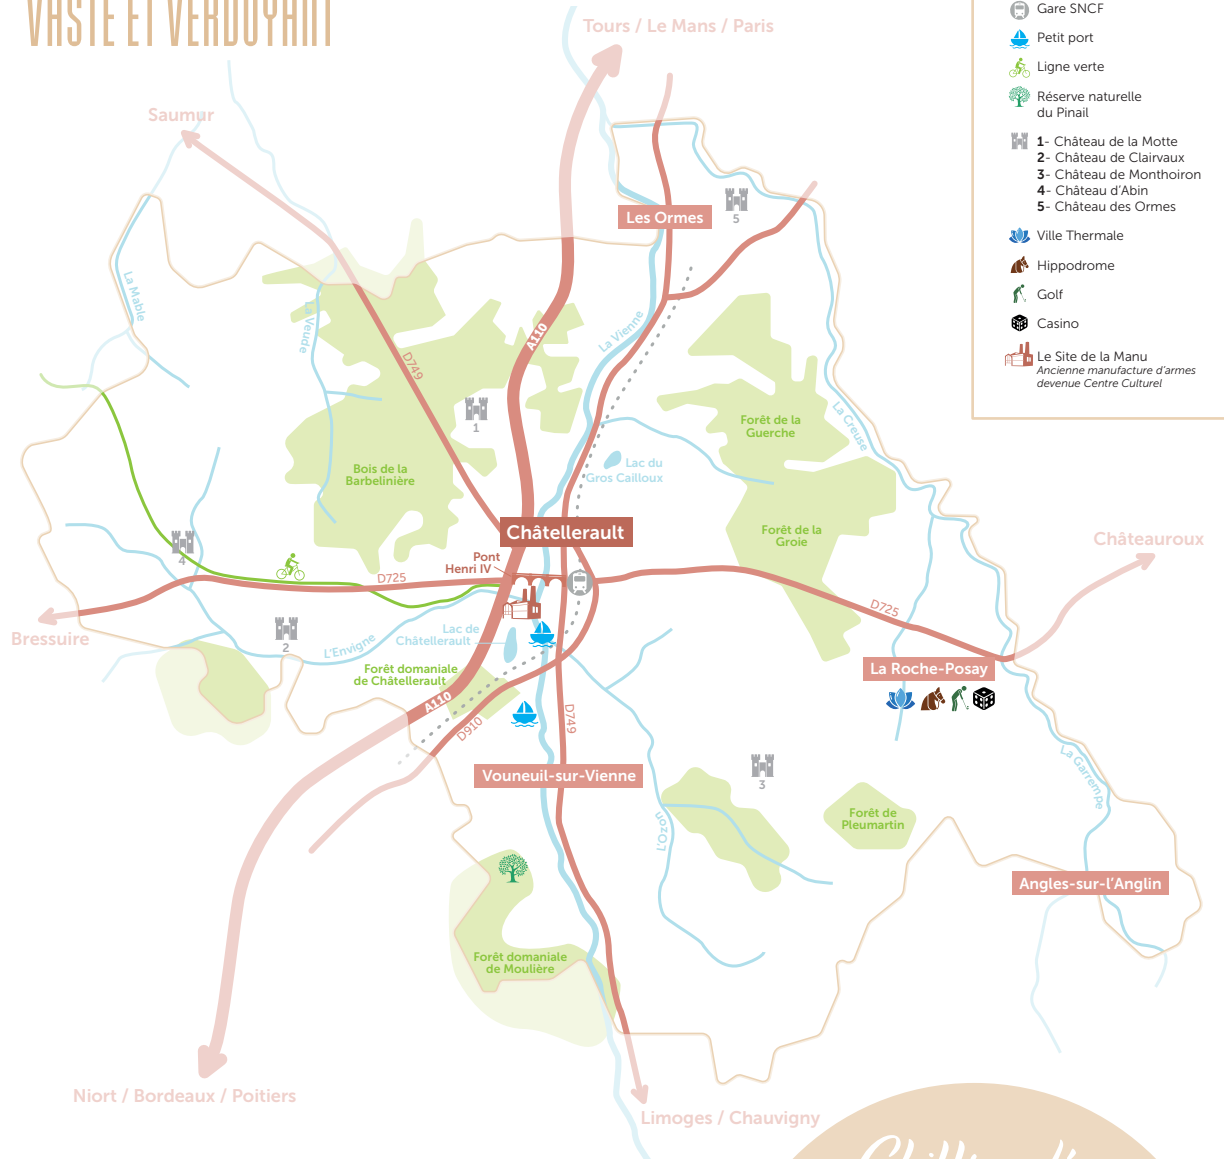 VASTE ET VERDOYANT
Tours / Le Mans / Paris
Gare SNCF
Petit port
Ligne verte
Réserve naturelle
du Pinail
1- Château de la Motte
2- Château de Clairvaux
3- Château de Monthoiron
4- Château d'Abin
5- Château des Ormes
Ville Thermale
Hippodrome
Golf
Casino
Le Site de la Manu
Ancienne manufacture d'armes
devenue Centre Culturel
Saumur
Les Ormes
5
La Mable
La Veude
A110
La Vienne
D749
1
Forêt de la
Guerche
La Creuse
Bois de la
Barbelinière
Lac du
Gros Cailloux
Châtellerault
Forêt de la
Groie
Châteauroux
4
Pont
Henri IV
D725
D725
Bressuire
2
L'Envigne
Lac de
Châtellerault
Forêt domaniale
de Châtellerault
La Roche-Posay
A110
D910
D749
Vouneuil-sur-Vienne
3
La Garrempe
L'Ozon
Forêt de
Pleumartin
Angles-sur-l'Anglin
Forêt domaniale
de Moulière
Niort / Bordeaux / Poitiers
Limoges / Chauvigny